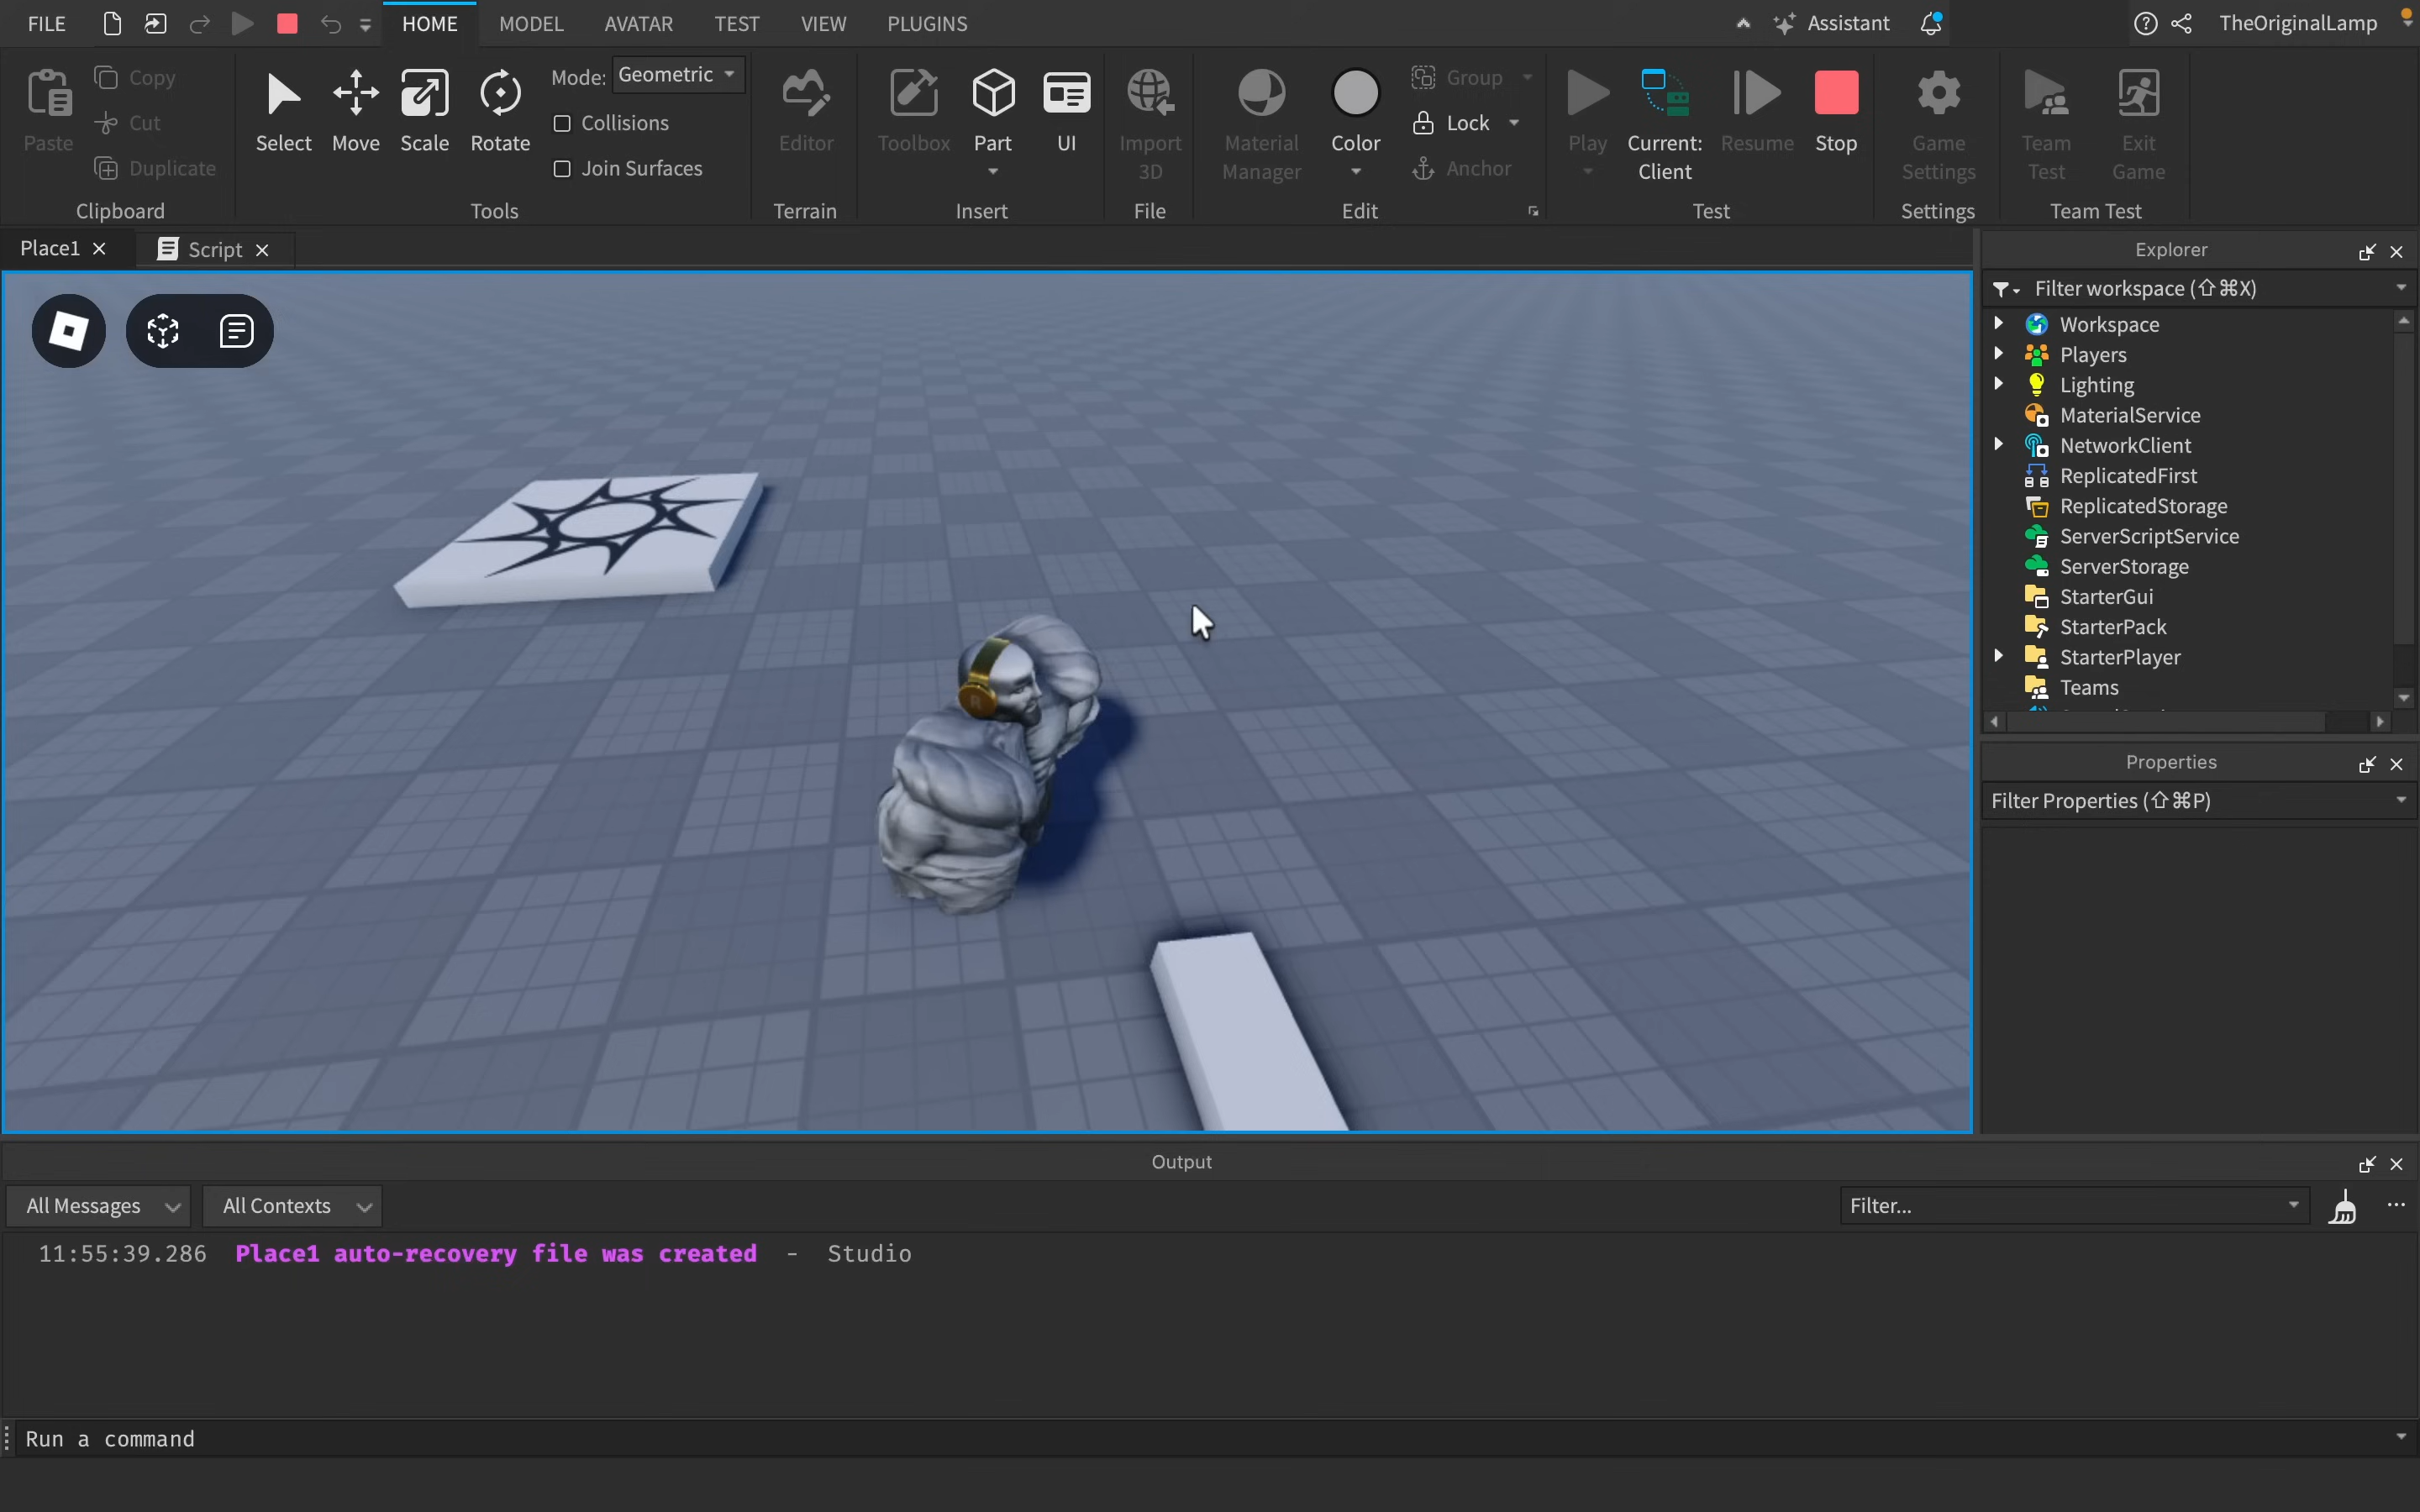 FILE HOME MODEL AVATAR TEST VIEW PLUGINS Assistant TheOriginalLamp
Paste Copy Cut Duplicate
Clipboard
Select Move Scale Rotate Mode: Geometric
Collisions
Join Surfaces
Tools
Editor
Terrain
Toolbox Part UI
Insert
Import 3D
File
Material Manager Color Group Lock Anchor
Edit
Play Current: Client Resume Stop
Test
Game Settings
Settings
Team Test Exit Game
Team Test
Place1 Script
Explorer
Filter workspace (⇧⌘X)
Workspace
Players
Lighting
MaterialService
NetworkClient
ReplicatedFirst
ReplicatedStorage
ServerScriptService
ServerStorage
StarterGui
StarterPack
StarterPlayer
Teams
Properties
Filter Properties (⇧⌘P)
R
Output
All Messages All Contexts Filter...
11:55:39.286 Place1 auto-recovery file was created - Studio
Run a command